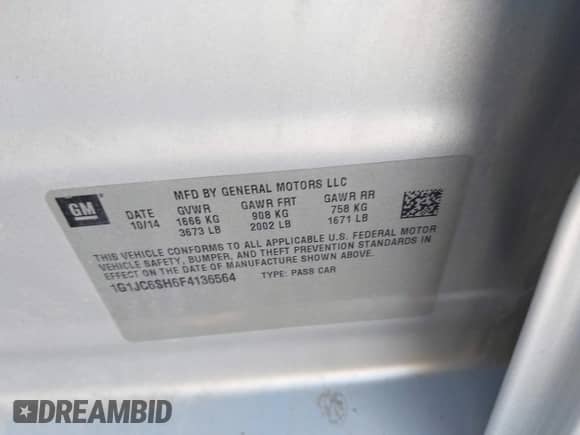 GM
MFD BY GENERAL MOTORS LLC
10/14
GVWR
1666 KG
3673 LB
GAWR FRT
908 KG
2002 LB
GAWR RR
758 KG
1671 LB
THIS VEHICLE CONFORMS TO ALL APPLICABLE U.S. FEDERAL MOTOR
VEHICLE SAFETY, BUMPER, AND THEFT PREVENTION STANDARDS IN
EFFECT ON THE DATE OF MANUFACTURE SHOWN ABOVE.
1G1JC6SH6F4136564
TYPE: PASS CAR
DREAMBID